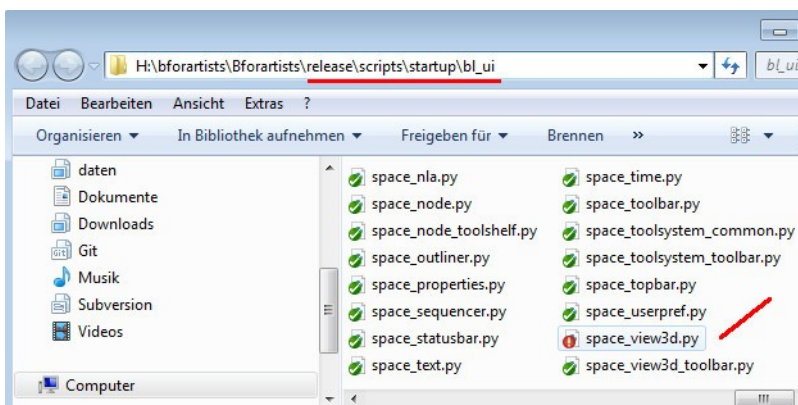 H:\bforartists\Bforartists\release\scripts\startup\bl_ui
bl_ui
Datei Bearbeiten Ansicht Extras ?
Organisieren In Bibliothek aufnehmen Freigeben für Brennen »
daten
Dokumente
Downloads
Git
Musik
Subversion
Videos
Computer
space_nla.py
space_node.py
space_node_toolshelf.py
space_outliner.py
space_properties.py
space_sequencer.py
space_statusbar.py
space_text.py
space_time.py
space_toolbar.py
space_toolsystem_common.py
space_toolsystem_toolbar.py
space_topbar.py
space_userpref.py
space_view3d.py
space_view3d_toolbar.py